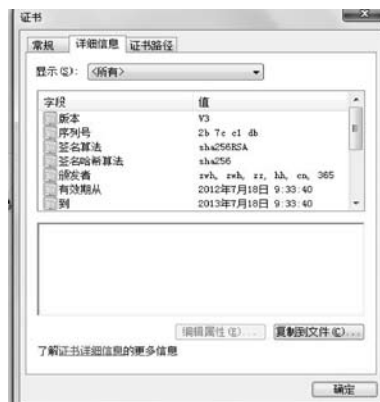 证书
常规 详细信息 证书路径
显示(S): <所有>
字段 值
版本 V3
序列号 2b 7c c1 db
签名算法 sha256RSA
签名哈希算法 sha256
颁发者 zwh, zwh, zz, hh, cn, 365
有效期从 2012年7月18日 9:33:40
到 2013年7月18日 9:33:40
编辑属性(E)... 复制到文件(C)...
了解证书详细信息的更多信息
确定